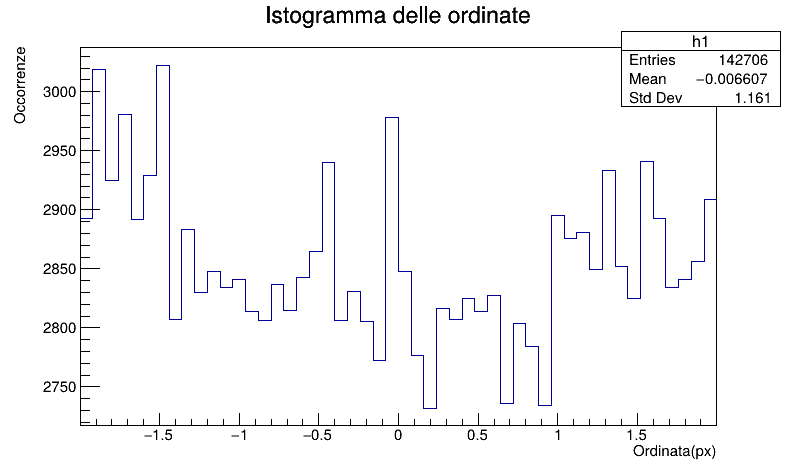 Istogramma delle ordinate
h1
Entries 142706
Mean −0.006607
Std Dev 1.161
Occorrenze
3000
2950
2900
2850
2800
2750
−1.5 −1 −0.5 0 0.5 1 1.5
Ordinata(px)